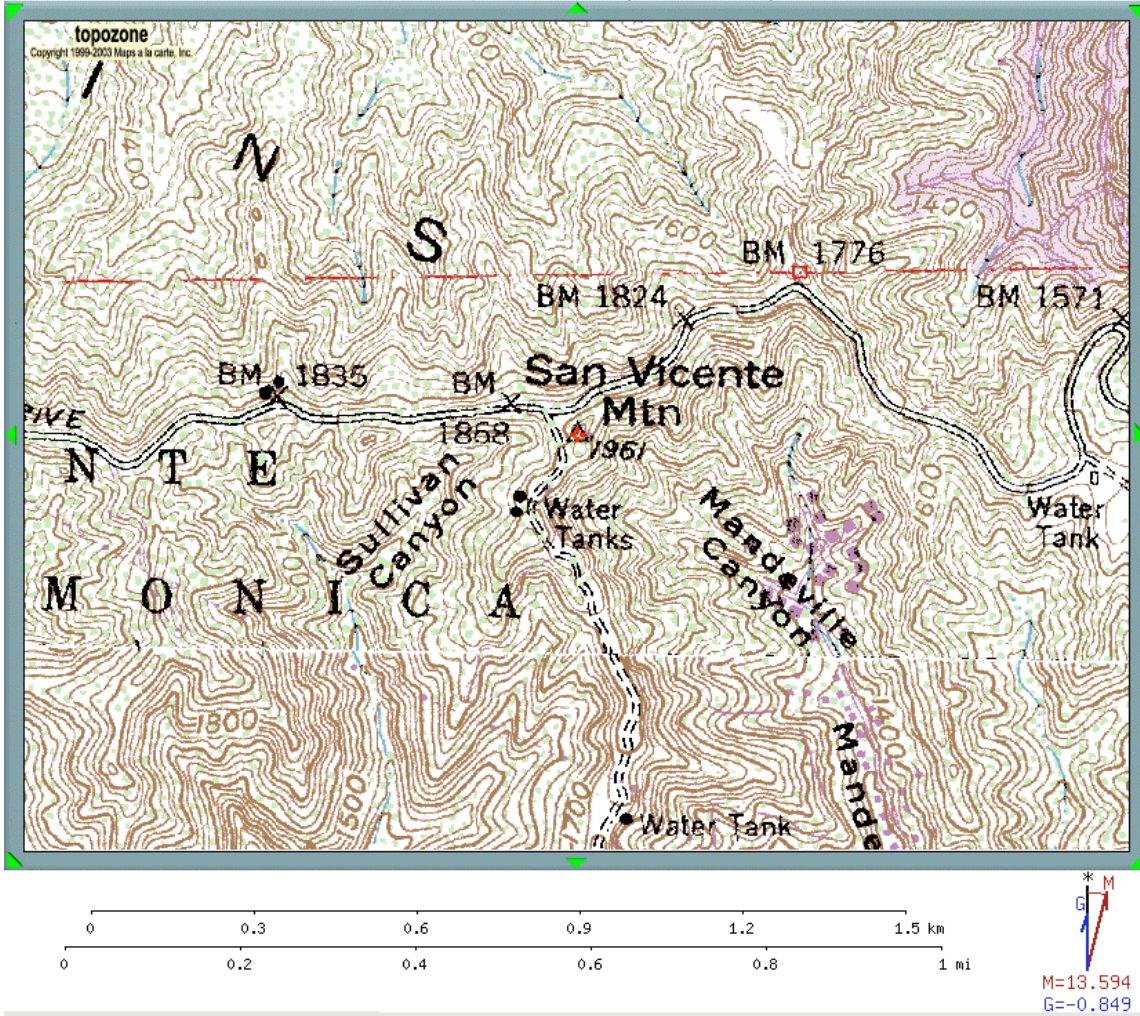 topozone
Copyright 1999-2003 Maps a la carte, Inc.
I
N
S
1400
1400
1600
BM 1776
BM 1824
BM 1571
San Vicente
Mtn
BM 1835
BM
1868
1961
N T E
Sullivan
Canyon
Water
Tanks
Mandeville
Canyon
Water
Tank
M O N I C A
1800
1400
Mande
Water Tank
0 0.3 0.6 0.9 1.2 1.5 km
0 0.2 0.4 0.6 0.8 1 mi
* M
G
M=13.594
G=-0.849